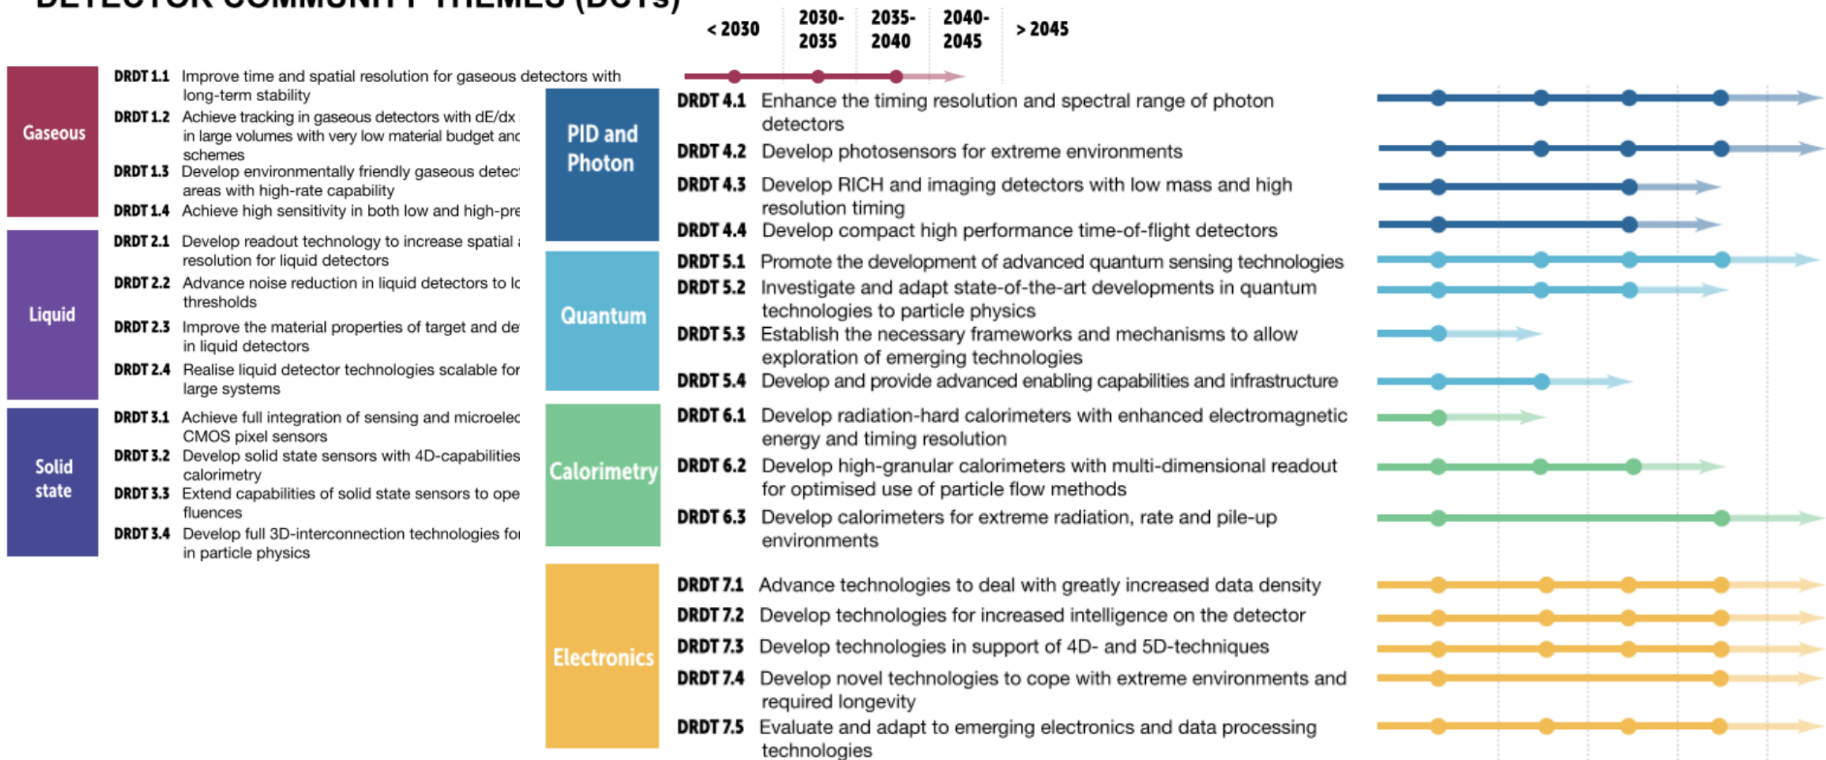 DETECTOR COMMUNITY THEMES (DCTs)
< 2030
2030-
2035
2035-
2040
2040-
2045
> 2045
Gaseous
DRDT 1.1 Improve time and spatial resolution for gaseous detectors with
long-term stability
DRDT 1.2 Achieve tracking in gaseous detectors with dE/dx
in large volumes with very low material budget and
schemes
DRDT 1.3 Develop environmentally friendly gaseous detec
areas with high-rate capability
DRDT 1.4 Achieve high sensitivity in both low and high-pre
Liquid
DRDT 2.1 Develop readout technology to increase spatial
resolution for liquid detectors
DRDT 2.2 Advance noise reduction in liquid detectors to lo
thresholds
DRDT 2.3 Improve the material properties of target and de
in liquid detectors
DRDT 2.4 Realise liquid detector technologies scalable for
large systems
Solid
state
DRDT 3.1 Achieve full integration of sensing and microelec
CMOS pixel sensors
DRDT 3.2 Develop solid state sensors with 4D-capabilities
calorimetry
DRDT 3.3 Extend capabilities of solid state sensors to ope
fluences
DRDT 3.4 Develop full 3D-interconnection technologies for
in particle physics
PID and
Photon
DRDT 4.1 Enhance the timing resolution and spectral range of photon
detectors
DRDT 4.2 Develop photosensors for extreme environments
DRDT 4.3 Develop RICH and imaging detectors with low mass and high
resolution timing
DRDT 4.4 Develop compact high performance time-of-flight detectors
Quantum
DRDT 5.1 Promote the development of advanced quantum sensing technologies
DRDT 5.2 Investigate and adapt state-of-the-art developments in quantum
technologies to particle physics
DRDT 5.3 Establish the necessary frameworks and mechanisms to allow
exploration of emerging technologies
DRDT 5.4 Develop and provide advanced enabling capabilities and infrastructure
Calorimetry
DRDT 6.1 Develop radiation-hard calorimeters with enhanced electromagnetic
energy and timing resolution
DRDT 6.2 Develop high-granular calorimeters with multi-dimensional readout
for optimised use of particle flow methods
DRDT 6.3 Develop calorimeters for extreme radiation, rate and pile-up
environments
Electronics
DRDT 7.1 Advance technologies to deal with greatly increased data density
DRDT 7.2 Develop technologies for increased intelligence on the detector
DRDT 7.3 Develop technologies in support of 4D- and 5D-techniques
DRDT 7.4 Develop novel technologies to cope with extreme environments and
required longevity
DRDT 7.5 Evaluate and adapt to emerging electronics and data processing
technologies